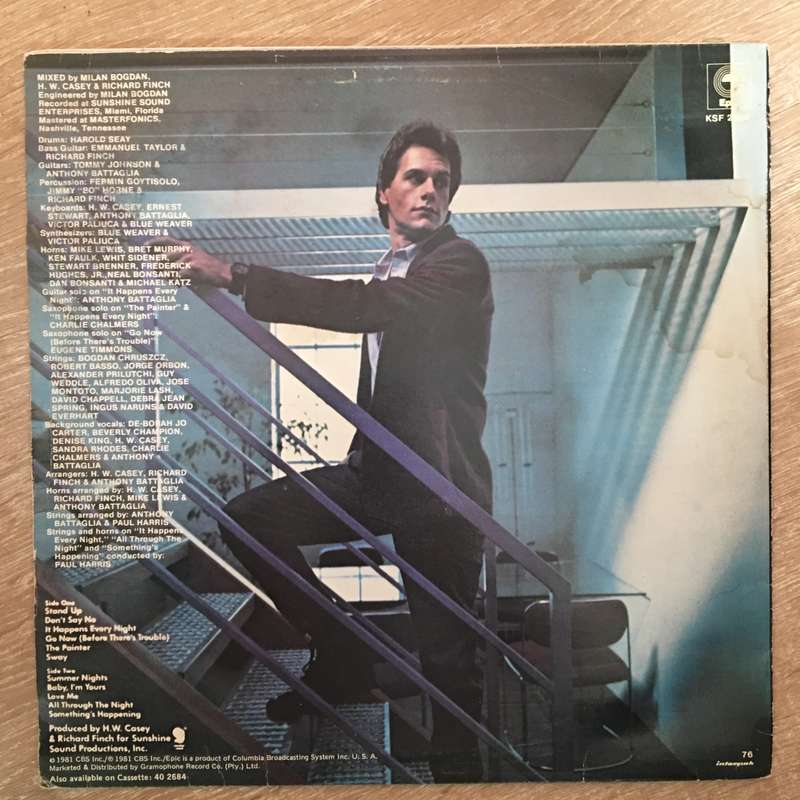 MIXED by MILAN BOGDAN,
H. W. CASEY & RICHARD FINCH
Engineered by MILAN BOGDAN
Recorded at SUNSHINE SOUND
ENTERPRISES, Miami, Florida
Mastered at MASTERFONICS.
Nashville, Tennessee
Drums: HAROLD SEAY
Bass Guitar: EMMANUEL TAYLOR &
RICHARD FINCH
Guitars: TOMMY JOHNSON &
ANTHONY BATTAGLIA
Percussion: FERMIN GOYTISOLO,
JIMMY "BO" HORNE &
RICHARD FINCH
Keyboards: H. W. CASEY, ERNEST
STEWART, ANTHONY BATTAGLIA,
VICTOR PALIUCA & BLUE WEAVER
Synthesizers: BLUE WEAVER &
VICTOR PALIUCA
Horns: MIKE LEWIS, BRET MURPHY,
KEN FAULK, WHIT SIDENER,
STEWART BRENNER, FREDERICK
HUGHES, JR., NEAL BONSANTI,
DAN BONSANTI & MICHAEL KATZ
Guitar solo on "It Happens Every
Night": ANTHONY BATTAGLIA
Saxophone solo on "The Painter" &
"It Happens Every Night":
CHARLIE CHALMERS
Saxophone solo on "Go Now
(Before There's Trouble)"
EUGENE TIMMONS
Strings: BOGDAN CHRUSZCZ,
ROBERT BASSO, JORGE ORBON,
ALEXANDER PRILUTCHI, GUY
WEDDLE, ALFREDO OLIVA, JOSE
MONTOTO, MARJORIE LASH,
DAVID CHAPPELL, DEBRA JEAN
SPRING, INGUS NARUNS & DAVID
EVERHART
Background vocals: DE-BORAH JO
CARTER, BEVERLY CHAMPION,
DENISE KING, H. W. CASEY,
SANDRA RHODES, CHARLIE
CHALMERS & ANTHONY
BATTAGLIA
Arrangers: H. W. CASEY, RICHARD
FINCH & ANTHONY BATTAGLIA
Horns arranged by: H. W. CASEY,
RICHARD FINCH, MIKE LEWIS &
ANTHONY BATTAGLIA
Strings arranged by: ANTHONY
BATTAGLIA & PAUL HARRIS
Strings and horns on "It Happens
Every Night," "All Through The
Night" and "Something's
Happening" conducted by:
PAUL HARRIS
Side One
Stand Up
Don't Say No
It Happens Every Night
Go Now (Before There's Trouble)
The Painter
Sway
Side Two
Summer Nights
Baby, I'm Yours
Love Me
All Through The Night
Something's Happening
Produced by H.W. Casey
& Richard Finch for Sunshine
Sound Productions, Inc.
© 1981 CBS Inc./℗ 1981 CBS Inc./Epic is a product of Columbia Broadcasting System Inc. U. S. A.
Marketed & Distributed by Gramophone Record Co. (Pty.) Ltd.
Also available on Cassette: 40 2684
Epic
KSF
76
interpak